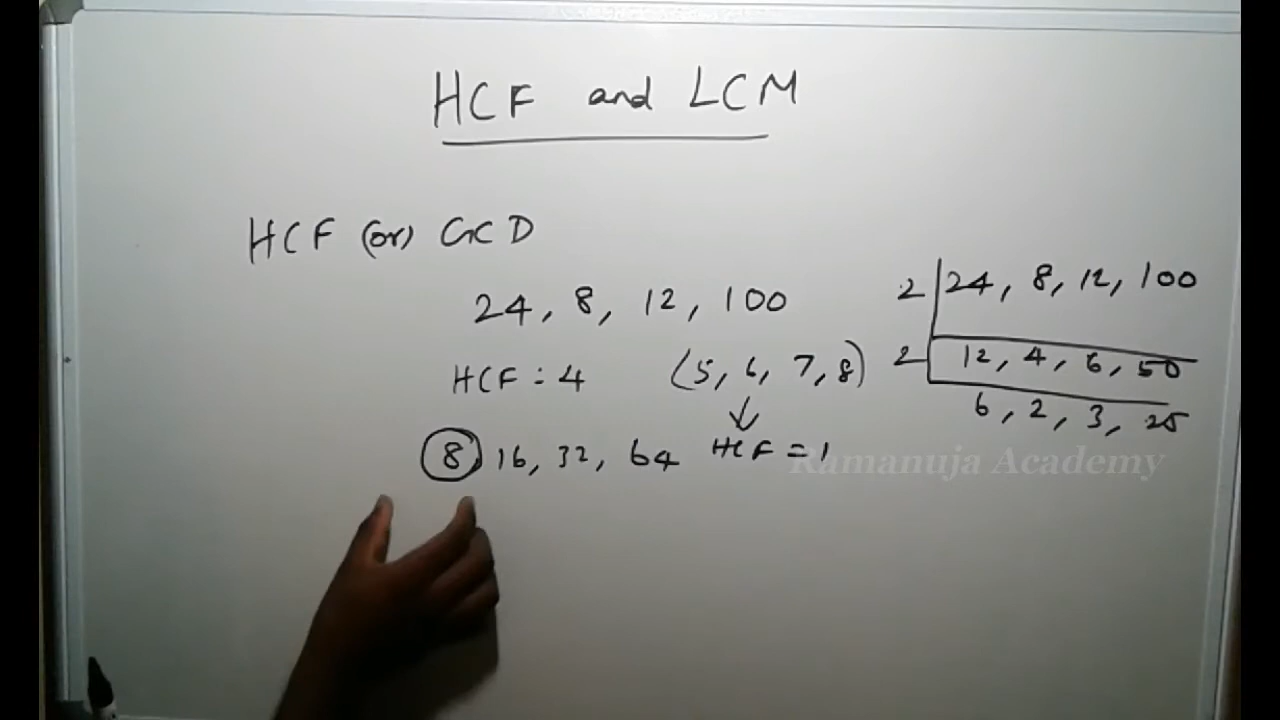 HCF and LCM
HCF (or) GCD
24, 8, 12, 100
HCF = 4
(5, 6, 7, 8)
HCF = 1
8 16, 32, 64
2 24, 8, 12, 100
2 12, 4, 6, 50
6, 2, 3, 25
Ramanuja Academy